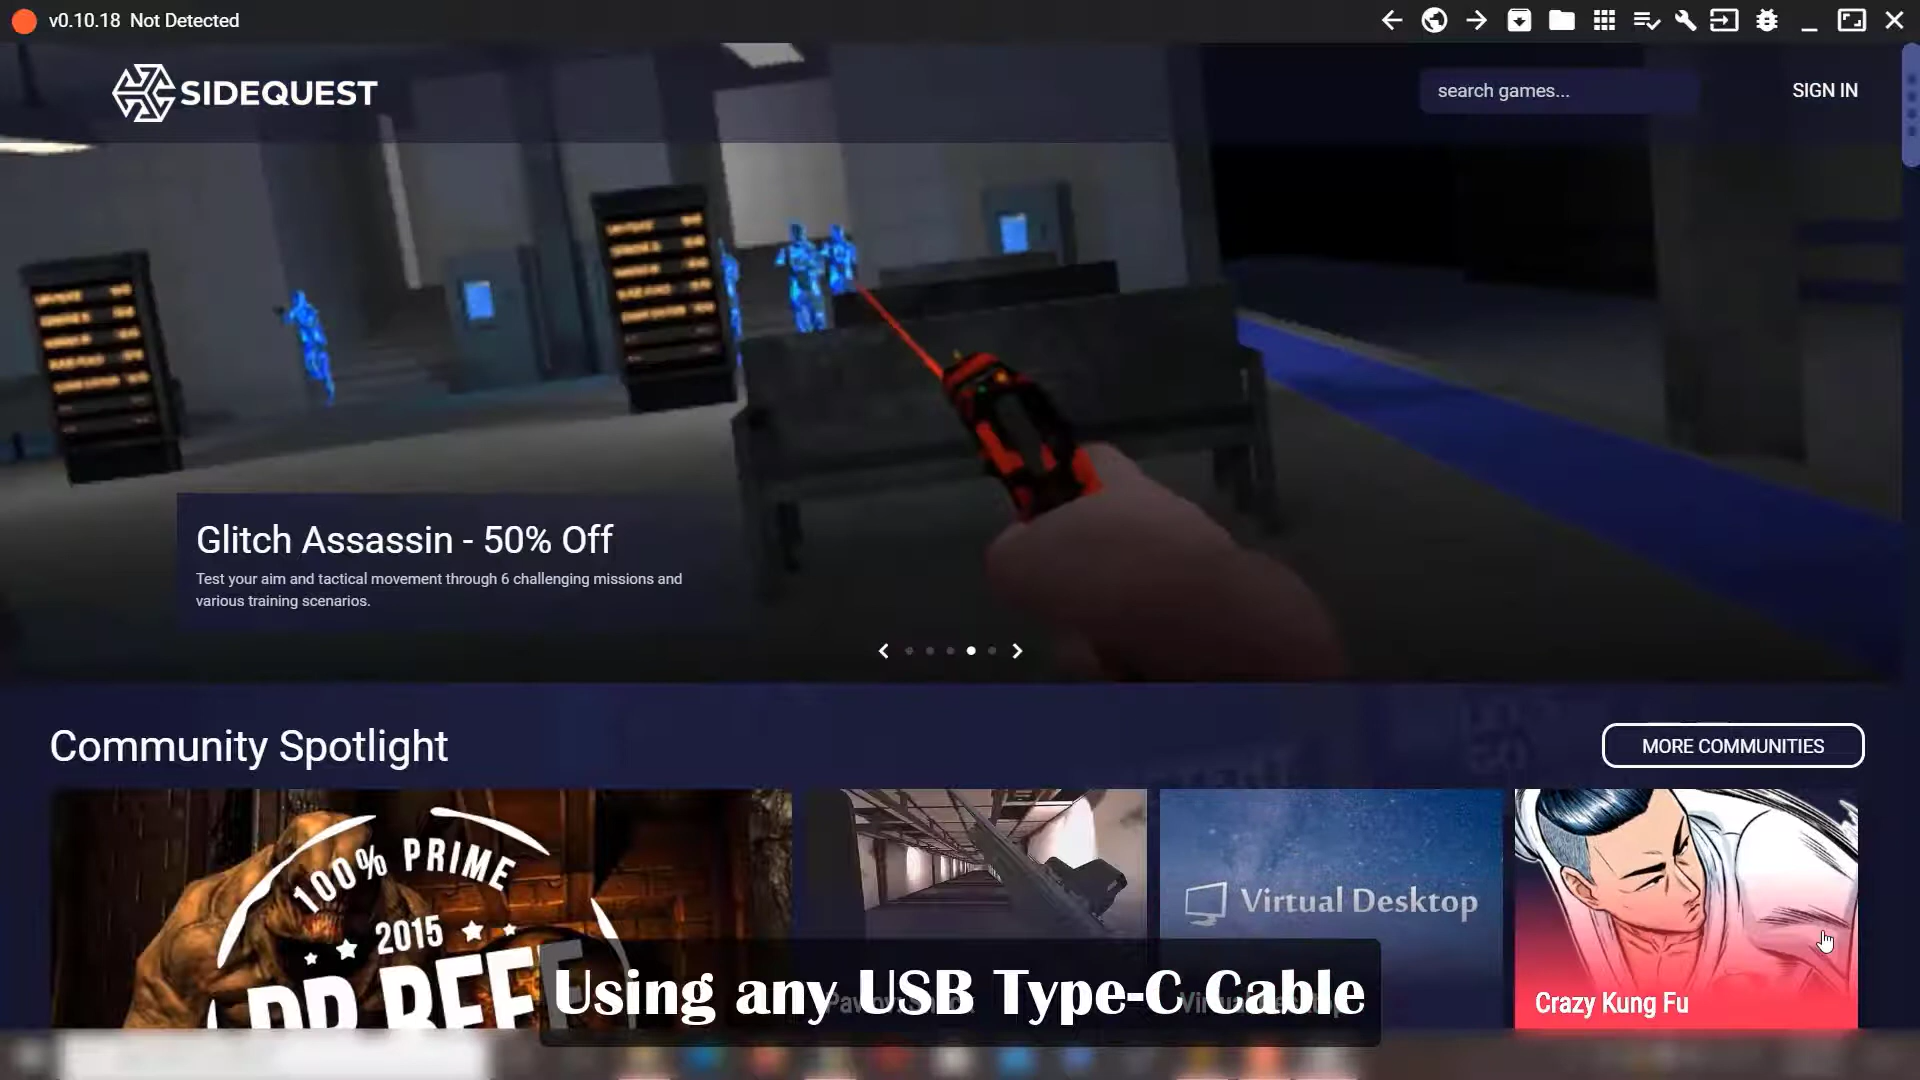 v0.10.18 Not Detected
SIDEQUEST
search games...
SIGN IN
Glitch Assassin - 50% Off
Test your aim and tactical movement through 6 challenging missions and
various training scenarios.
Community Spotlight
MORE COMMUNITIES
100% PRIME
2015
DR BEEF
Virtual Desktop
Crazy Kung Fu
Using any USB Type-C Cable